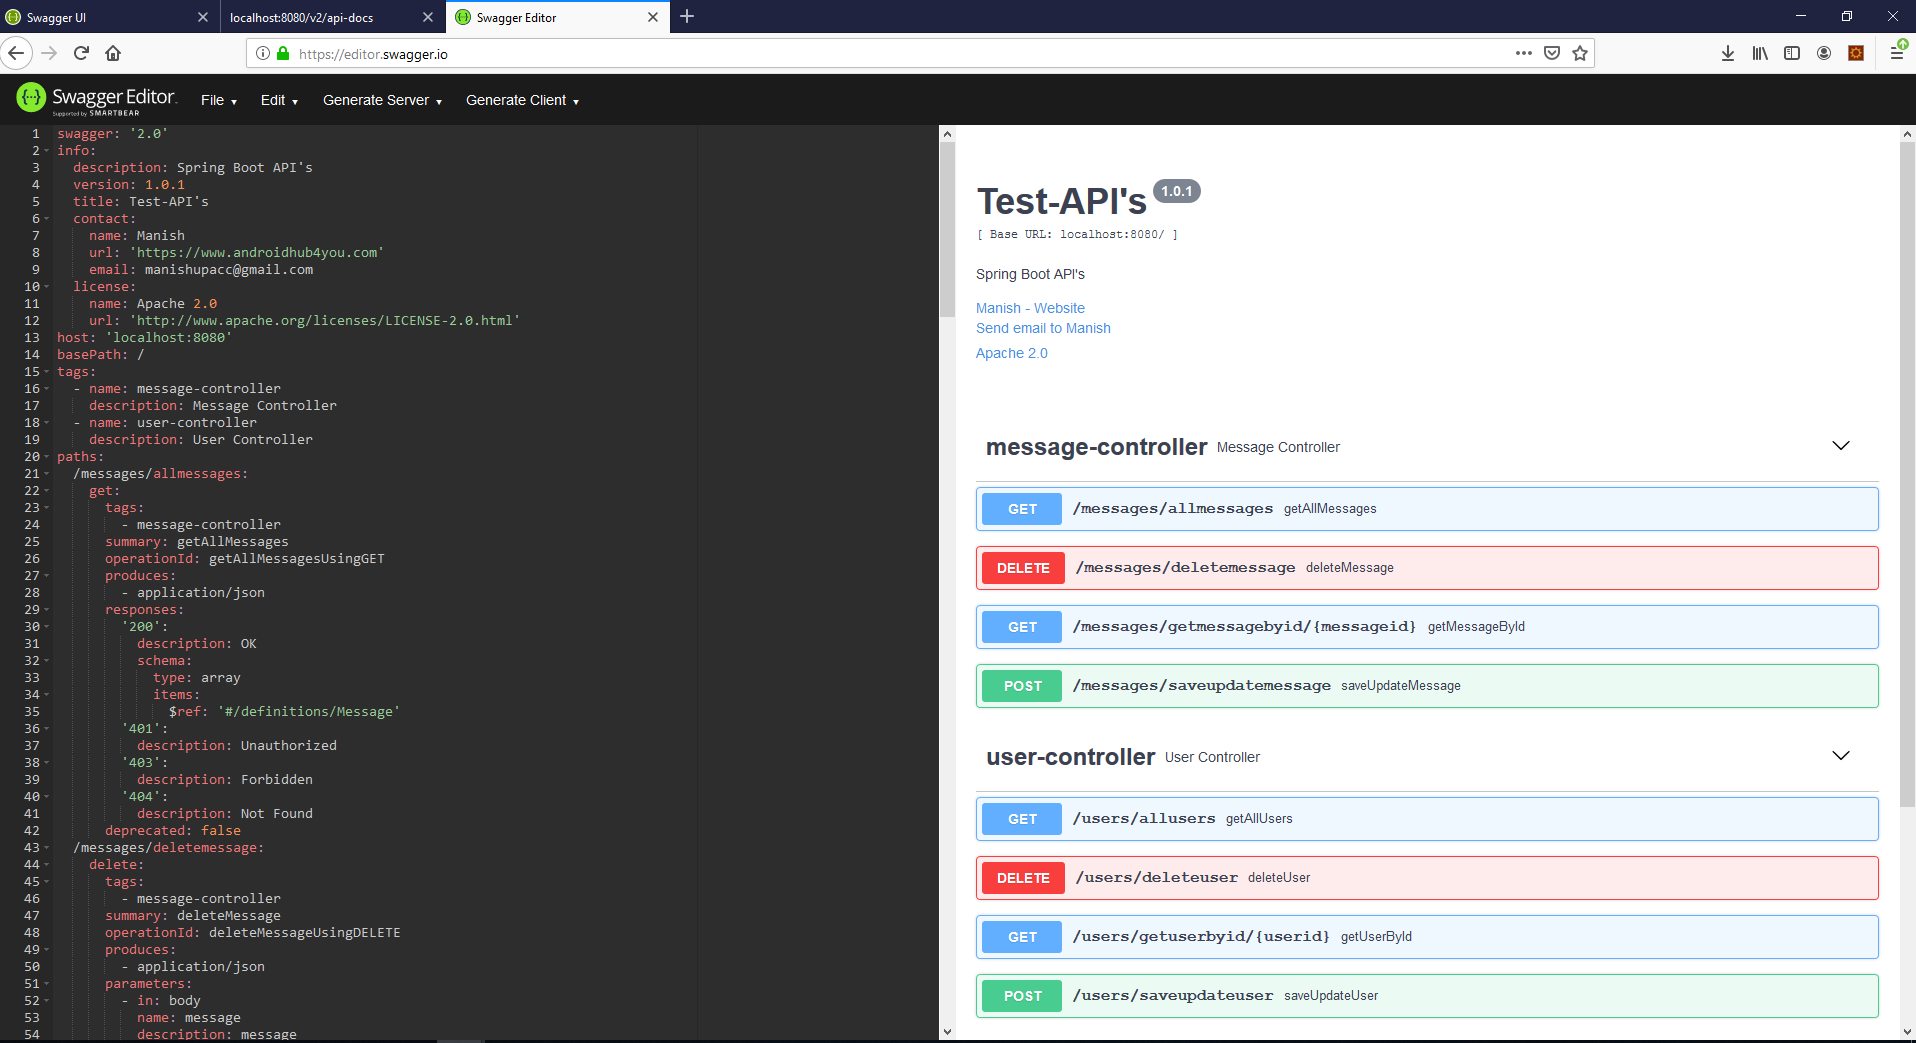 Swagger UI
localhost:8080/v2/api-docs
Swagger Editor
https://editor.swagger.io
Swagger Editor
Supported by SMARTBEAR
File
Edit
Generate Server
Generate Client
1 swagger: '2.0'
2 info:
3 description: Spring Boot API's
4 version: 1.0.1
5 title: Test-API's
6 contact:
7 name: Manish
8 url: 'https://www.androidhub4you.com'
9 email: manishupacc@gmail.com
10 license:
11 name: Apache 2.0
12 url: 'http://www.apache.org/licenses/LICENSE-2.0.html'
13 host: 'localhost:8080'
14 basePath: /
15 tags:
16 - name: message-controller
17 description: Message Controller
18 - name: user-controller
19 description: User Controller
20 paths:
21 /messages/allmessages:
22 get:
23 tags:
24 - message-controller
25 summary: getAllMessages
26 operationId: getAllMessagesUsingGET
27 produces:
28 - application/json
29 responses:
30 '200':
31 description: OK
32 schema:
33 type: array
34 items:
35 $ref: '#/definitions/Message'
36 '401':
37 description: Unauthorized
38 '403':
39 description: Forbidden
40 '404':
41 description: Not Found
42 deprecated: false
43 /messages/deletemessage:
44 delete:
45 tags:
46 - message-controller
47 summary: deleteMessage
48 operationId: deleteMessageUsingDELETE
49 produces:
50 - application/json
51 parameters:
52 - in: body
53 name: message
54 description: message
Test-API's 1.0.1
[ Base URL: localhost:8080/ ]
Spring Boot API's
Manish - Website
Send email to Manish
Apache 2.0
message-controller Message Controller
GET /messages/allmessages getAllMessages
DELETE /messages/deletemessage deleteMessage
GET /messages/getmessagebyid/{messageid} getMessageById
POST /messages/saveupdatemessage saveUpdateMessage
user-controller User Controller
GET /users/allusers getAllUsers
DELETE /users/deleteuser deleteUser
GET /users/getuserbyid/{userid} getUserById
POST /users/saveupdateuser saveUpdateUser